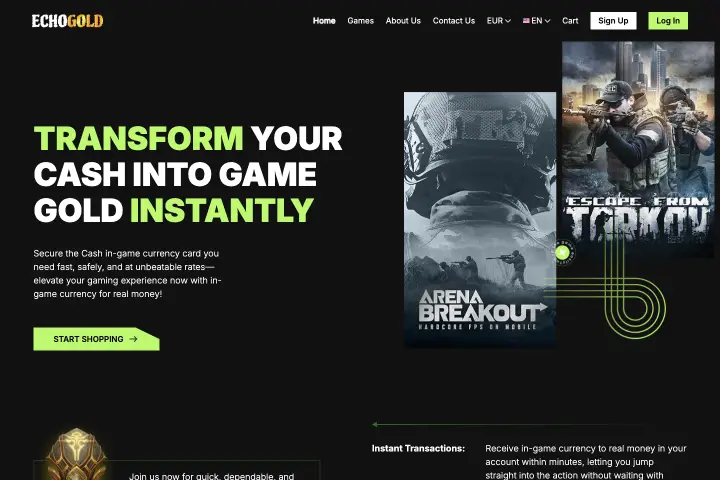 ECHOGOLD
Home Games About Us Contact Us EUR EN Cart Sign Up Log In
TRANSFORM YOUR
CASH INTO GAME
GOLD INSTANTLY
Secure the Cash in-game currency card you
need fast, safely, and at unbeatable rates—
elevate your gaming experience now with in-
game currency for real money!
START SHOPPING
ARENA
BREAKOUT
HARDCORE FPS ON MOBILE
ESCAPE FROM
TARKOV
Instant Transactions:
Receive in-game currency to real money in your
account within minutes, letting you jump
straight into the action without waiting with
Join us now for quick, dependable, and